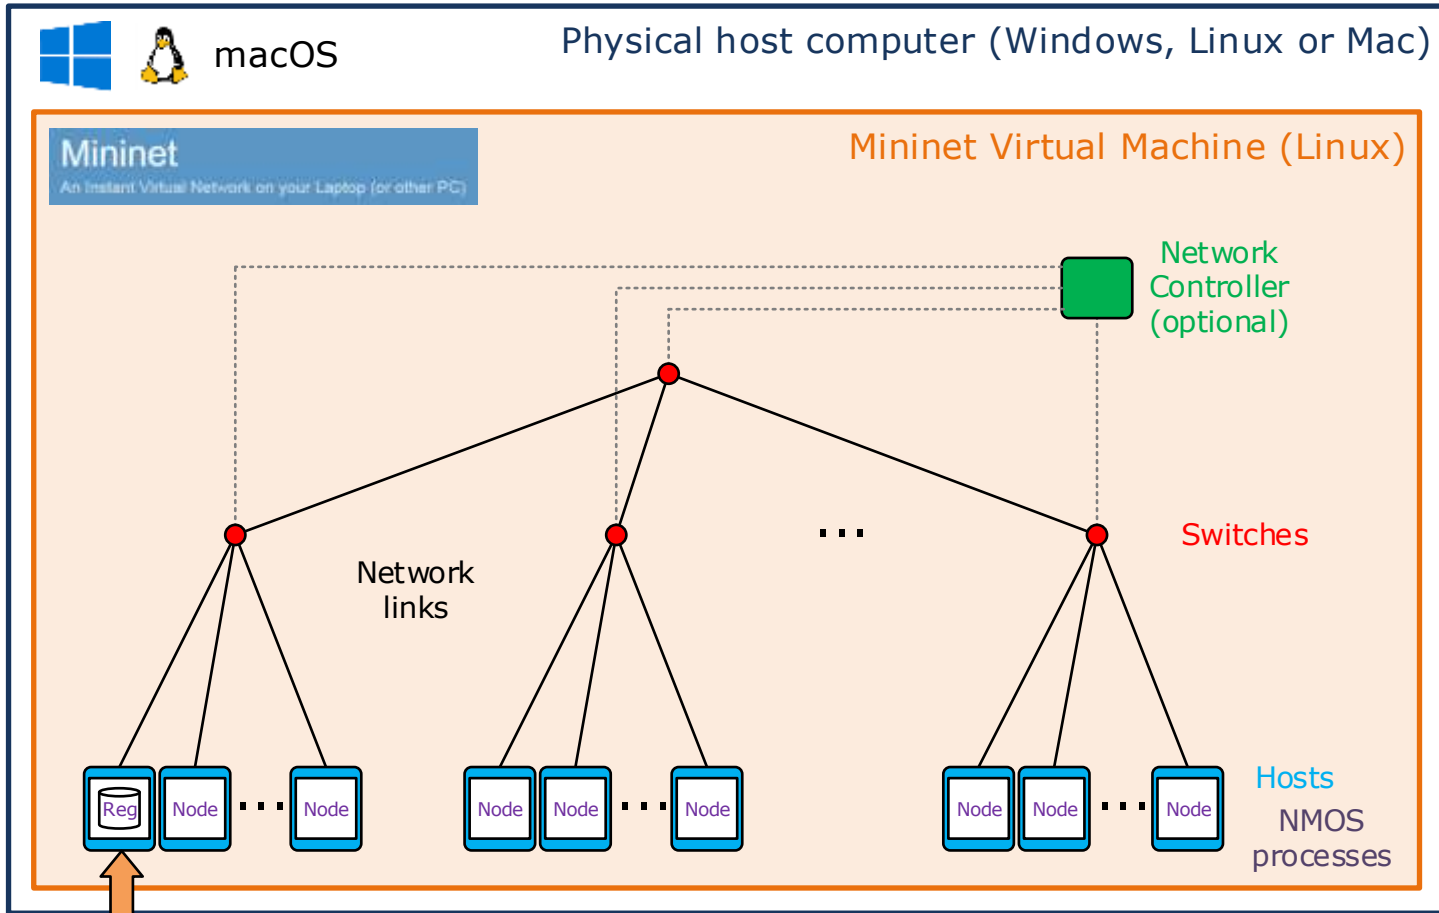 macOS
Physical host computer (Windows, Linux or Mac)
Mininet
An Instant Virtual Network on your Laptop (or other PC)
Mininet Virtual Machine (Linux)
Network
Controller
(optional)
Switches
Network
links
Reg
Node
Node
Node
Node
Node
Node
Node
Node
Hosts
NMOS
processes